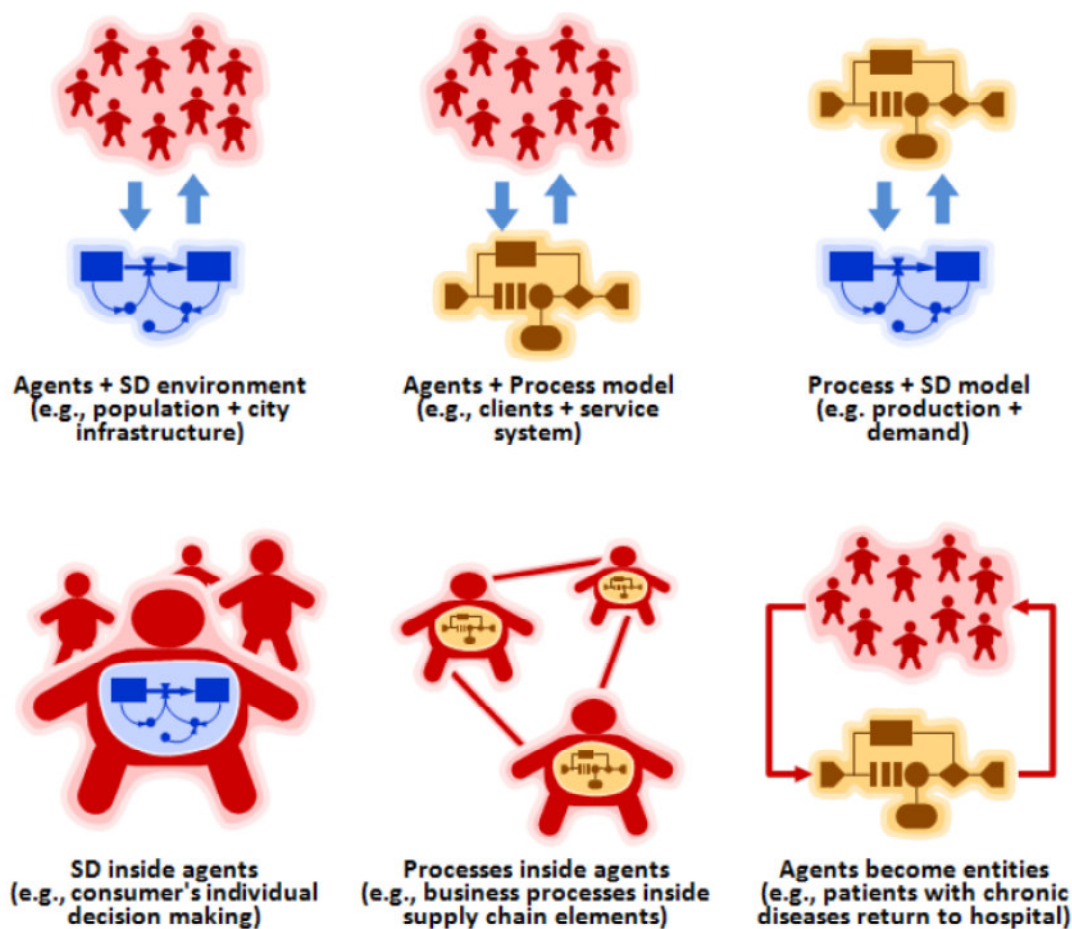 Agents + SD environment
(e.g., population + city
infrastructure)
Agents + Process model
(e.g., clients + service
system)
Process + SD model
(e.g. production +
demand)
SD inside agents
(e.g., consumer's individual
decision making)
Processes inside agents
(e.g., business processes inside
supply chain elements)
Agents become entities
(e.g., patients with chronic
diseases return to hospital)